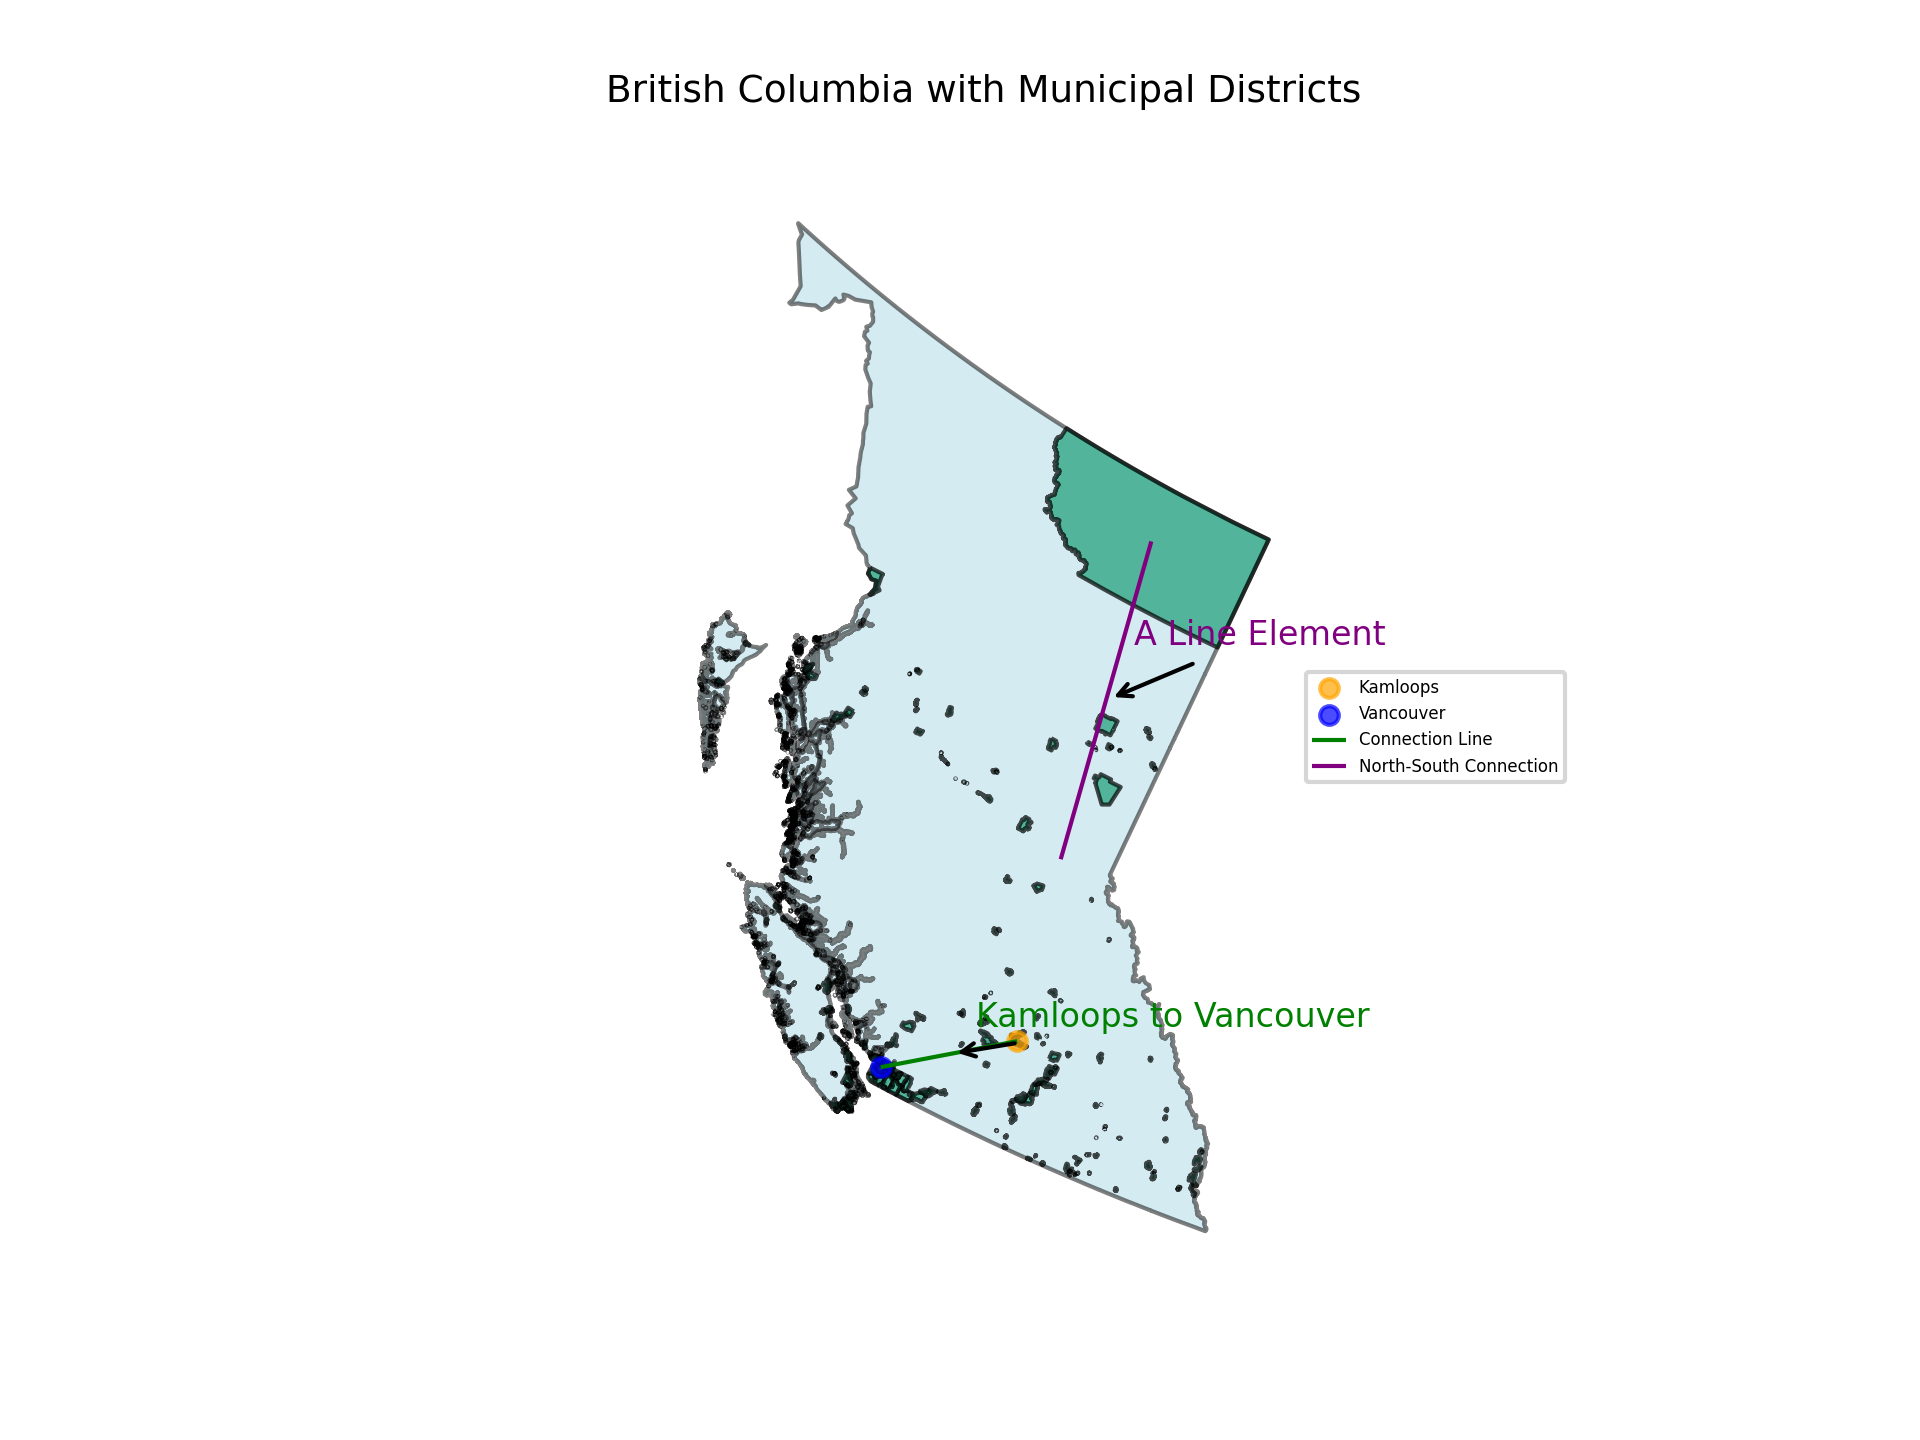 British Columbia with Municipal Districts
A Line Element
Kamloops
Vancouver
Connection Line
North-South Connection
Kamloops to Vancouver